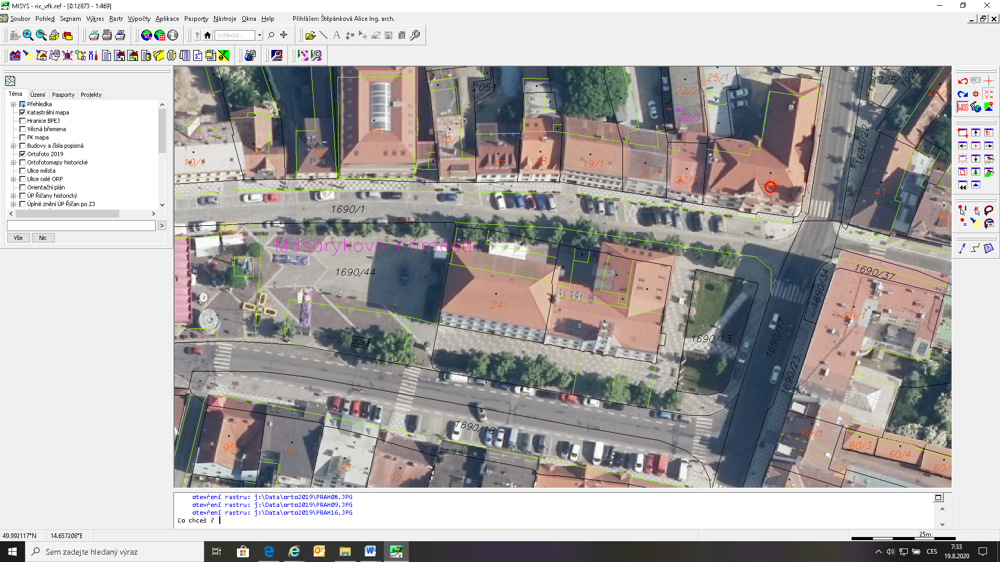 MISYS - ric_vfk.ref - [0.12873 - 1:469]
Soubor Pohled Seznam Výkres Rastr Výpočty Aplikace Pasporty Nástroje Okna Help Přihlášen: Štěpánková Alice Ing. arch.
? Vyhledat..
Téma Území Pasporty Projekty
Přehledka
Katastrální mapa
Hranice BPEJ
Věcná břemena
PK mapa
Budovy a čísla popisná
Ortofoto 2019
Ortofotomapy historické
Ulice města
Ulice celé ORP
Orientační plán
ÚP Říčany historický
Úplné znění ÚP Říčan po Z3
>
Vše Nic
INFO
X=
Y=
WGS
1:
2051
25/1
22/2
22/3
1725
1926
13
15/1
10/1
11
12
17
18
19/1
20/1
22/1
1690/22
41
42
1690/1
Masarykovo náměstí
1690/44
24
23
2023
1690/13
1690/17
1690/34
1690/37
1690/23
59/1
1690/18
95
94
93
92/1
60/1
60/3
60/4
otevření rastru: j:\Data\orto2019\PRAH08.JPG
otevření rastru: j:\Data\orto2019\PRAH09.JPG
otevření rastru: j:\Data\orto2019\PRAH16.JPG
Co chceš ?
49.992117°N 14.657208°E
25m
Sem zadejte hledaný výraz
CES
7:33
19.8.2020